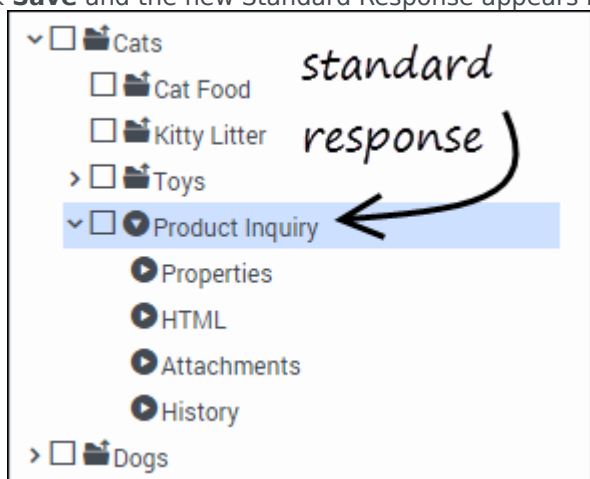 Save and the new Standard Response appears
Cats
standard
Cat Food
Kitty Litter
response
Toys
Product Inquiry
Properties
HTML
Attachments
History
Dogs